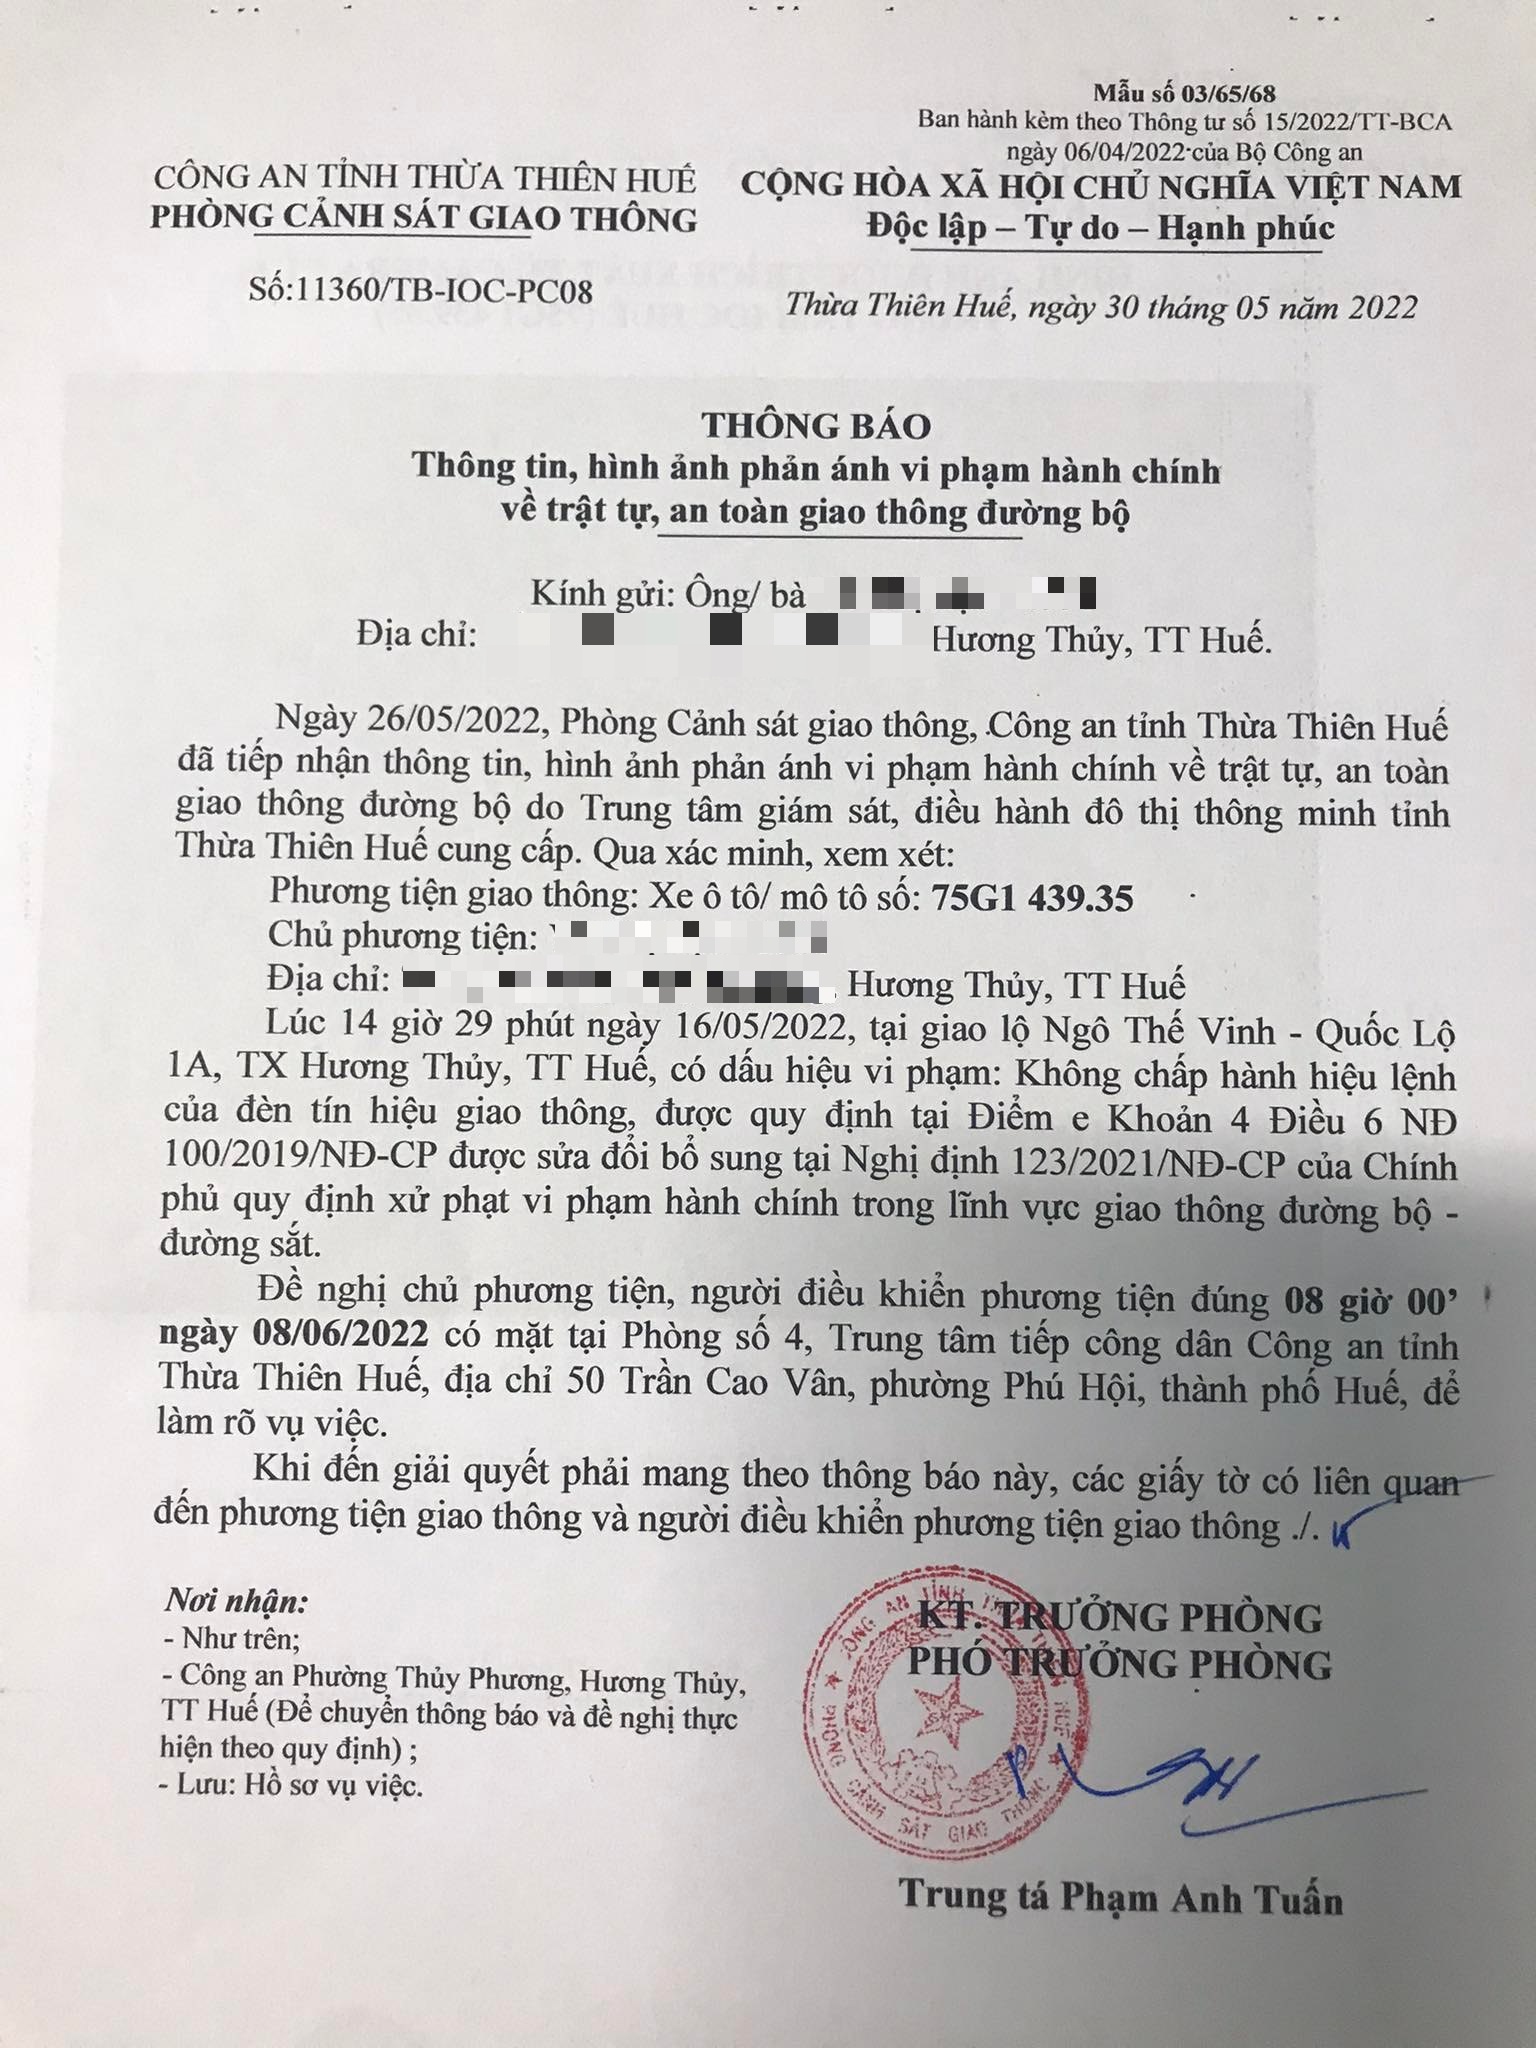 Mẫu số 03/65/68
Ban hành kèm theo Thông tư số 15/2022/TT-BCA
ngày 06/04/2022 của Bộ Công an
CÔNG AN TỈNH THỪA THIÊN HUẾ
PHÒNG CẢNH SÁT GIAO THÔNG
CỘNG HÒA XÃ HỘI CHỦ NGHĨA VIỆT NAM
Độc lập – Tự do – Hạnh phúc
Số:11360/TB-IOC-PC08
Thừa Thiên Huế, ngày 30 tháng 05 năm 2022
THÔNG BÁO
Thông tin, hình ảnh phản ánh vi phạm hành chính
về trật tự, an toàn giao thông đường bộ
Kính gửi: Ông/ bà
Địa chỉ: Hương Thủy, TT Huế.
Ngày 26/05/2022, Phòng Cảnh sát giao thông, Công an tỉnh Thừa Thiên Huế
đã tiếp nhận thông tin, hình ảnh phản ánh vi phạm hành chính về trật tự, an toàn
giao thông đường bộ do Trung tâm giám sát, điều hành đô thị thông minh tỉnh
Thừa Thiên Huế cung cấp. Qua xác minh, xem xét:
Phương tiện giao thông: Xe ô tô/ mô tô số: 75G1 439.35
Chủ phương tiện:
Địa chỉ: , Hương Thủy, TT Huế
Lúc 14 giờ 29 phút ngày 16/05/2022, tại giao lộ Ngô Thế Vinh - Quốc Lộ
1A, TX Hương Thủy, TT Huế, có dấu hiệu vi phạm: Không chấp hành hiệu lệnh
của đèn tín hiệu giao thông, được quy định tại Điểm e Khoản 4 Điều 6 NĐ
100/2019/NĐ-CP được sửa đổi bổ sung tại Nghị định 123/2021/NĐ-CP của Chính
phủ quy định xử phạt vi phạm hành chính trong lĩnh vực giao thông đường bộ -
đường sắt.
Đề nghị chủ phương tiện, người điều khiển phương tiện đúng 08 giờ 00’
ngày 08/06/2022 có mặt tại Phòng số 4, Trung tâm tiếp công dân Công an tỉnh
Thừa Thiên Huế, địa chỉ 50 Trần Cao Vân, phường Phú Hội, thành phố Huế, để
làm rõ vụ việc.
Khi đến giải quyết phải mang theo thông báo này, các giấy tờ có liên quan
đến phương tiện giao thông và người điều khiển phương tiện giao thông ./.
Nơi nhận:
- Như trên;
- Công an Phường Thủy Phương, Hương Thủy,
TT Huế (Để chuyển thông báo và đề nghị thực
hiện theo quy định) ;
- Lưu: Hồ sơ vụ việc.
KT. TRƯỞNG PHÒNG
PHÓ TRƯỞNG PHÒNG
CÔNG AN TỈNH THỪA THIÊN HUẾ
PHÒNG CẢNH SÁT GIAO THÔNG
Trung tá Phạm Anh Tuấn